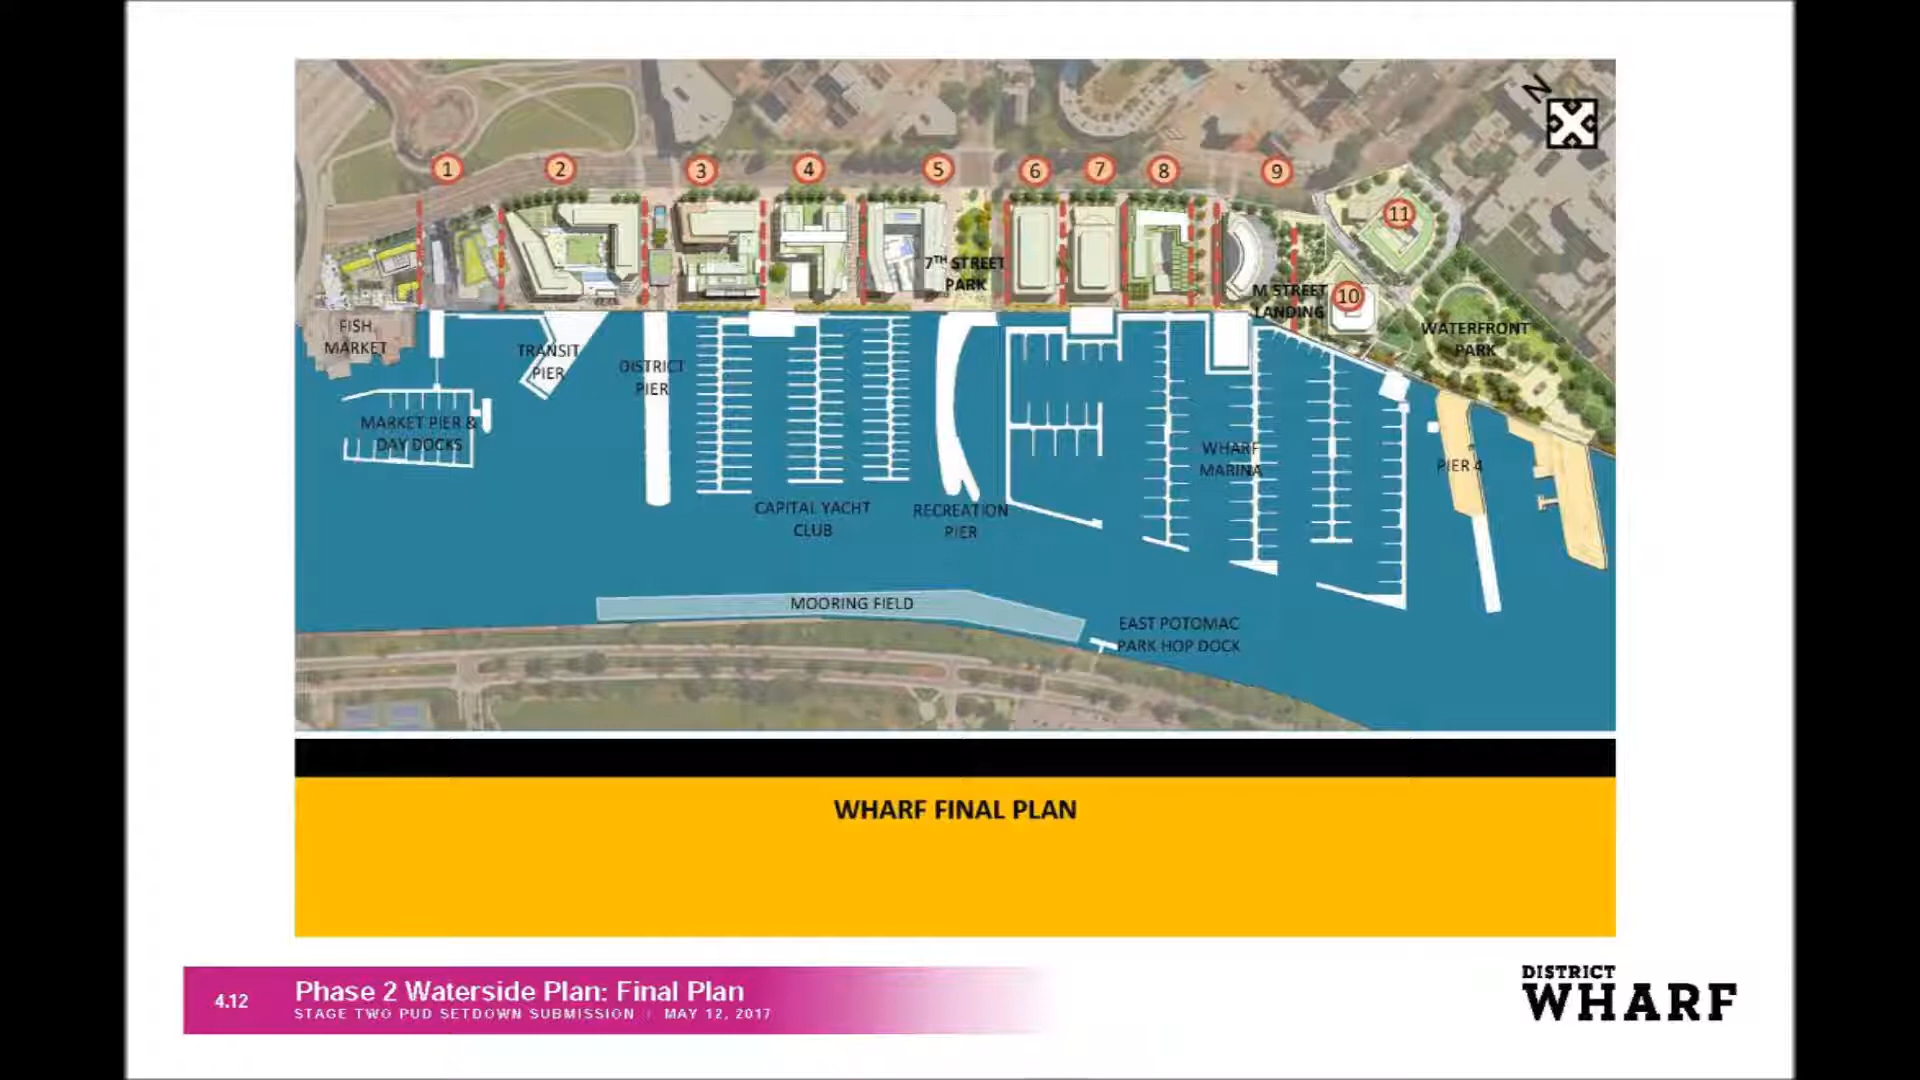 N
1
2
3
4
5
6
7
8
9
11
7TH STREET
PARK
M STREET
LANDING
10
FISH
MARKET
TRANSIT
PIER
DISTRICT
PIER
WATERFRONT
PARK
MARKET PIER &
DAY DOCKS
WHARF
MARINA
PIER 4
CAPITAL YACHT
CLUB
RECREATION
PIER
MOORING FIELD
EAST POTOMAC
PARK HOP DOCK
WHARF FINAL PLAN
4.12
Phase 2 Waterside Plan: Final Plan
STAGE TWO PUD SETDOWN SUBMISSION | MAY 12, 2017
DISTRICT
WHARF